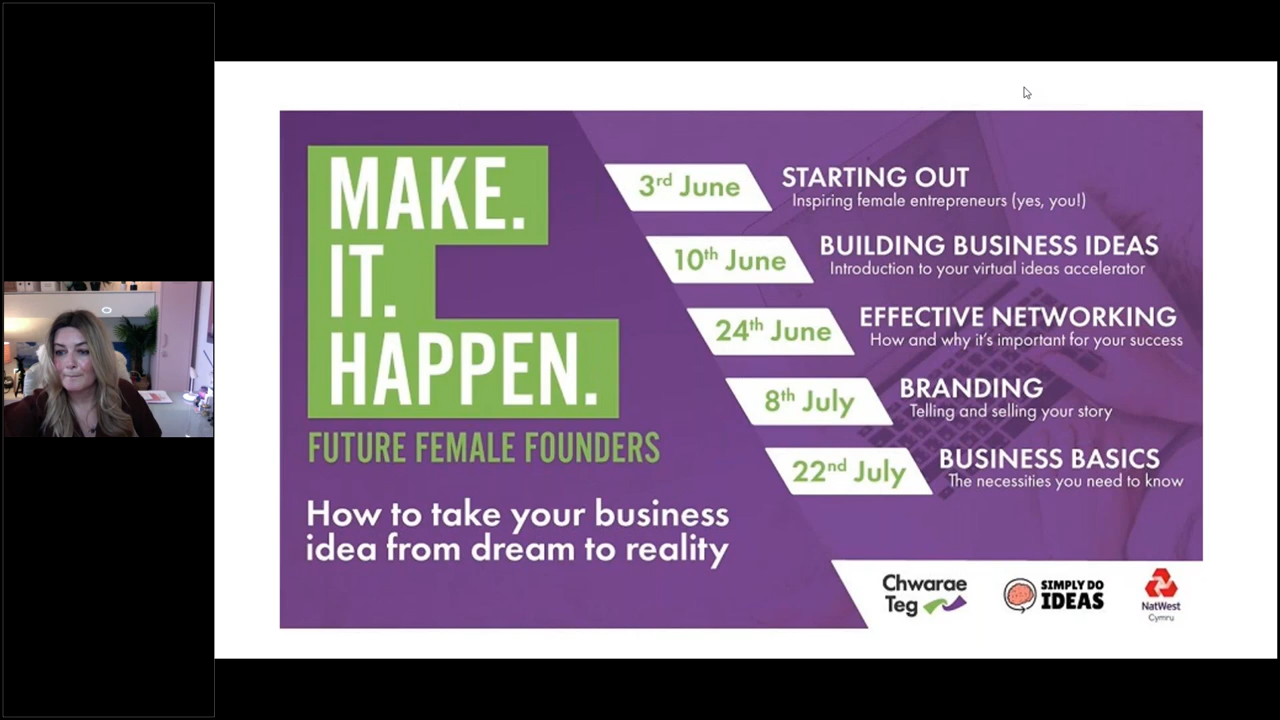 MAKE.
IT.
HAPPEN.
FUTURE FEMALE FOUNDERS
How to take your business
idea from dream to reality
3rd June
STARTING OUT
Inspiring female entrepreneurs (yes, you!)
10th June
BUILDING BUSINESS IDEAS
Introduction to your virtual ideas accelerator
24th June
EFFECTIVE NETWORKING
How and why it's important for your success
8th July
BRANDING
Telling and selling your story
22nd July
BUSINESS BASICS
The necessities you need to know
Chwarae
Teg
SIMPLY DO
IDEAS
NatWest
Cymru